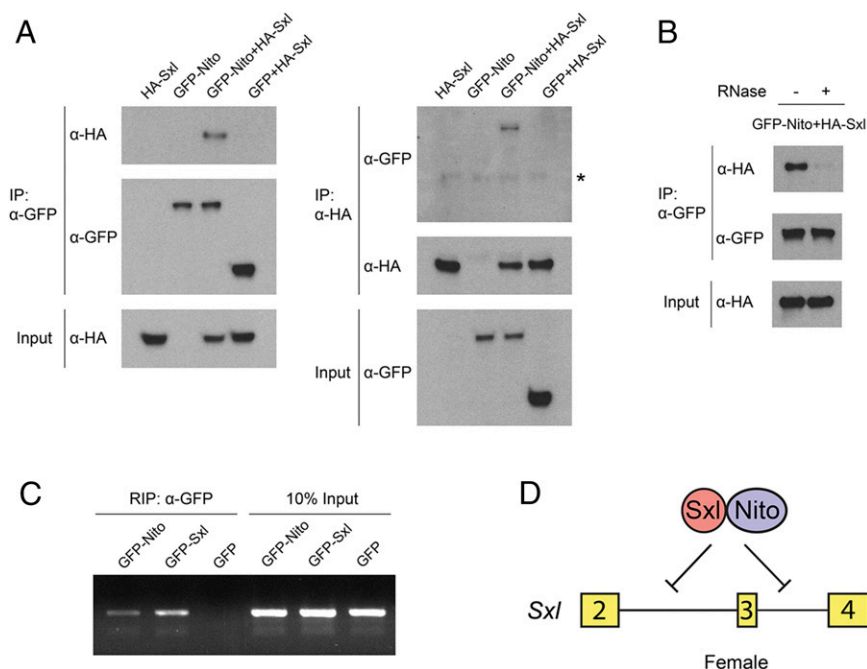 A
HA-Sxl
GFP-Nito
GFP-Nito+HA-Sxl
GFP+HA-Sxl
IP:
α-GFP
α-HA
α-GFP
Input
α-HA
HA-Sxl
GFP-Nito
GFP-Nito+HA-Sxl
GFP+HA-Sxl
IP:
α-HA
α-GFP
*
α-HA
Input
α-GFP
B
RNase - +
GFP-Nito+HA-Sxl
IP:
α-GFP
α-HA
α-GFP
Input
α-HA
C
RIP: α-GFP
10% Input
GFP-Nito
GFP-Sxl
GFP
GFP-Nito
GFP-Sxl
GFP
D
Sxl Nito
Sxl 2 3 4
Female